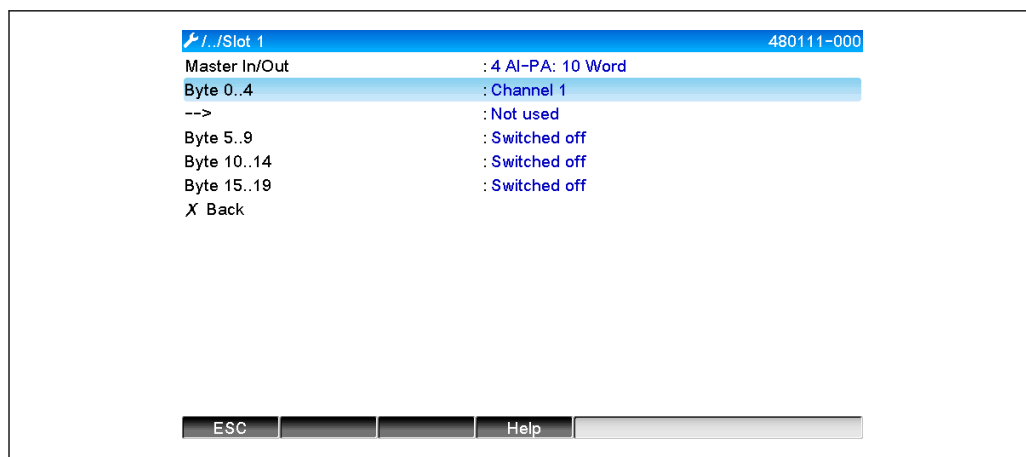 /../Slot 1 480111-000
Master In/Out : 4 AI-PA: 10 Word
Byte 0..4 : Channel 1
--> : Not used
Byte 5..9 : Switched off
Byte 10..14 : Switched off
Byte 15..19 : Switched off
X Back
ESC Help